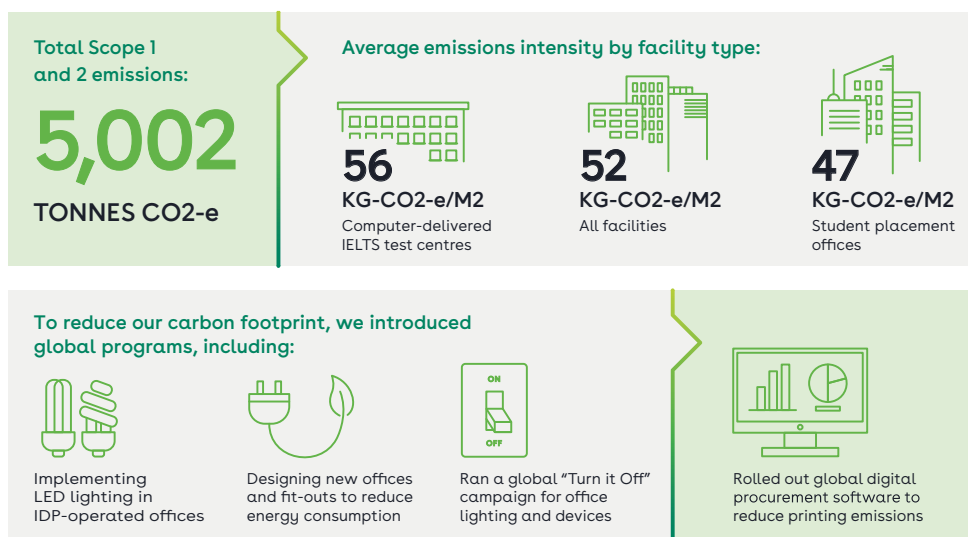 Total Scope 1
and 2 emissions:
5,002
TONNES CO2-e
Average emissions intensity by facility type:
56
KG-CO2-e/M2
Computer-delivered
IELTS test centres
52
KG-CO2-e/M2
All facilities
47
KG-CO2-e/M2
Student placement
offices
To reduce our carbon footprint, we introduced
global programs, including:
Implementing
LED lighting in
IDP-operated offices
Designing new offices
and fit-outs to reduce
energy consumption
ON
OFF
Ran a global “Turn it Off”
campaign for office
lighting and devices
Rolled out global digital
procurement software to
reduce printing emissions